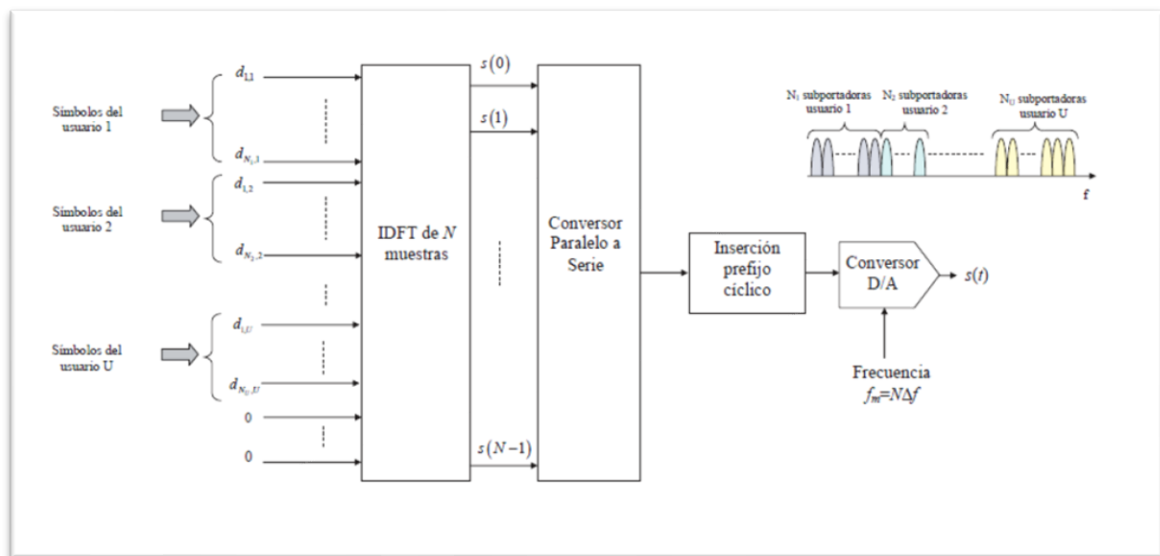 Símbolos del
usuario 1
d1,1
dN1,1
Símbolos del
usuario 2
d1,2
dN2,2
Símbolos del
usuario U
d1,U
dNU,U
0
0
IDFT de N
muestras
s(0)
s(1)
s(N−1)
Conversor
Paralelo a
Serie
Inserción
prefijo
cíclico
Conversor
D/A
s(t)
Frecuencia
fm=NΔf
N1 subportadoras
usuario 1
N2 subportadoras
usuario 2
NU subportadoras
usuario U
f